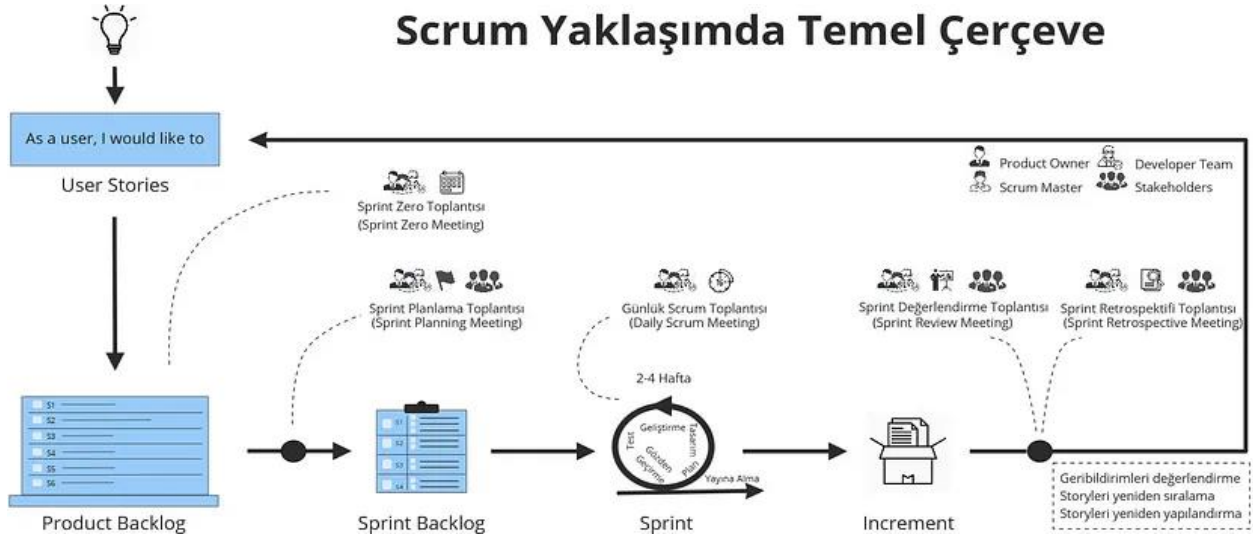 Scrum Yaklaşımda Temel Çerçeve
As a user, I would like to
User Stories
Product Owner
Developer Team
Scrum Master
Stakeholders
Sprint Zero Toplantısı
(Sprint Zero Meeting)
Sprint Planlama Toplantısı
(Sprint Planning Meeting)
Günlük Scrum Toplantısı
(Daily Scrum Meeting)
Sprint Değerlendirme Toplantısı
(Sprint Review Meeting)
Sprint Retrospektifi Toplantısı
(Sprint Retrospective Meeting)
2-4 Hafta
S1
S2
S3
S4
S5
S6
S1
S2
S3
S4
Geliştirme
Tasarım
Plan
Test
Gözden
Geçirme
Yayına Alma
Geribildirimleri değerlendirme
Storyleri yeniden sıralama
Storyleri yeniden yapılandırma
Product Backlog
Sprint Backlog
Sprint
Increment